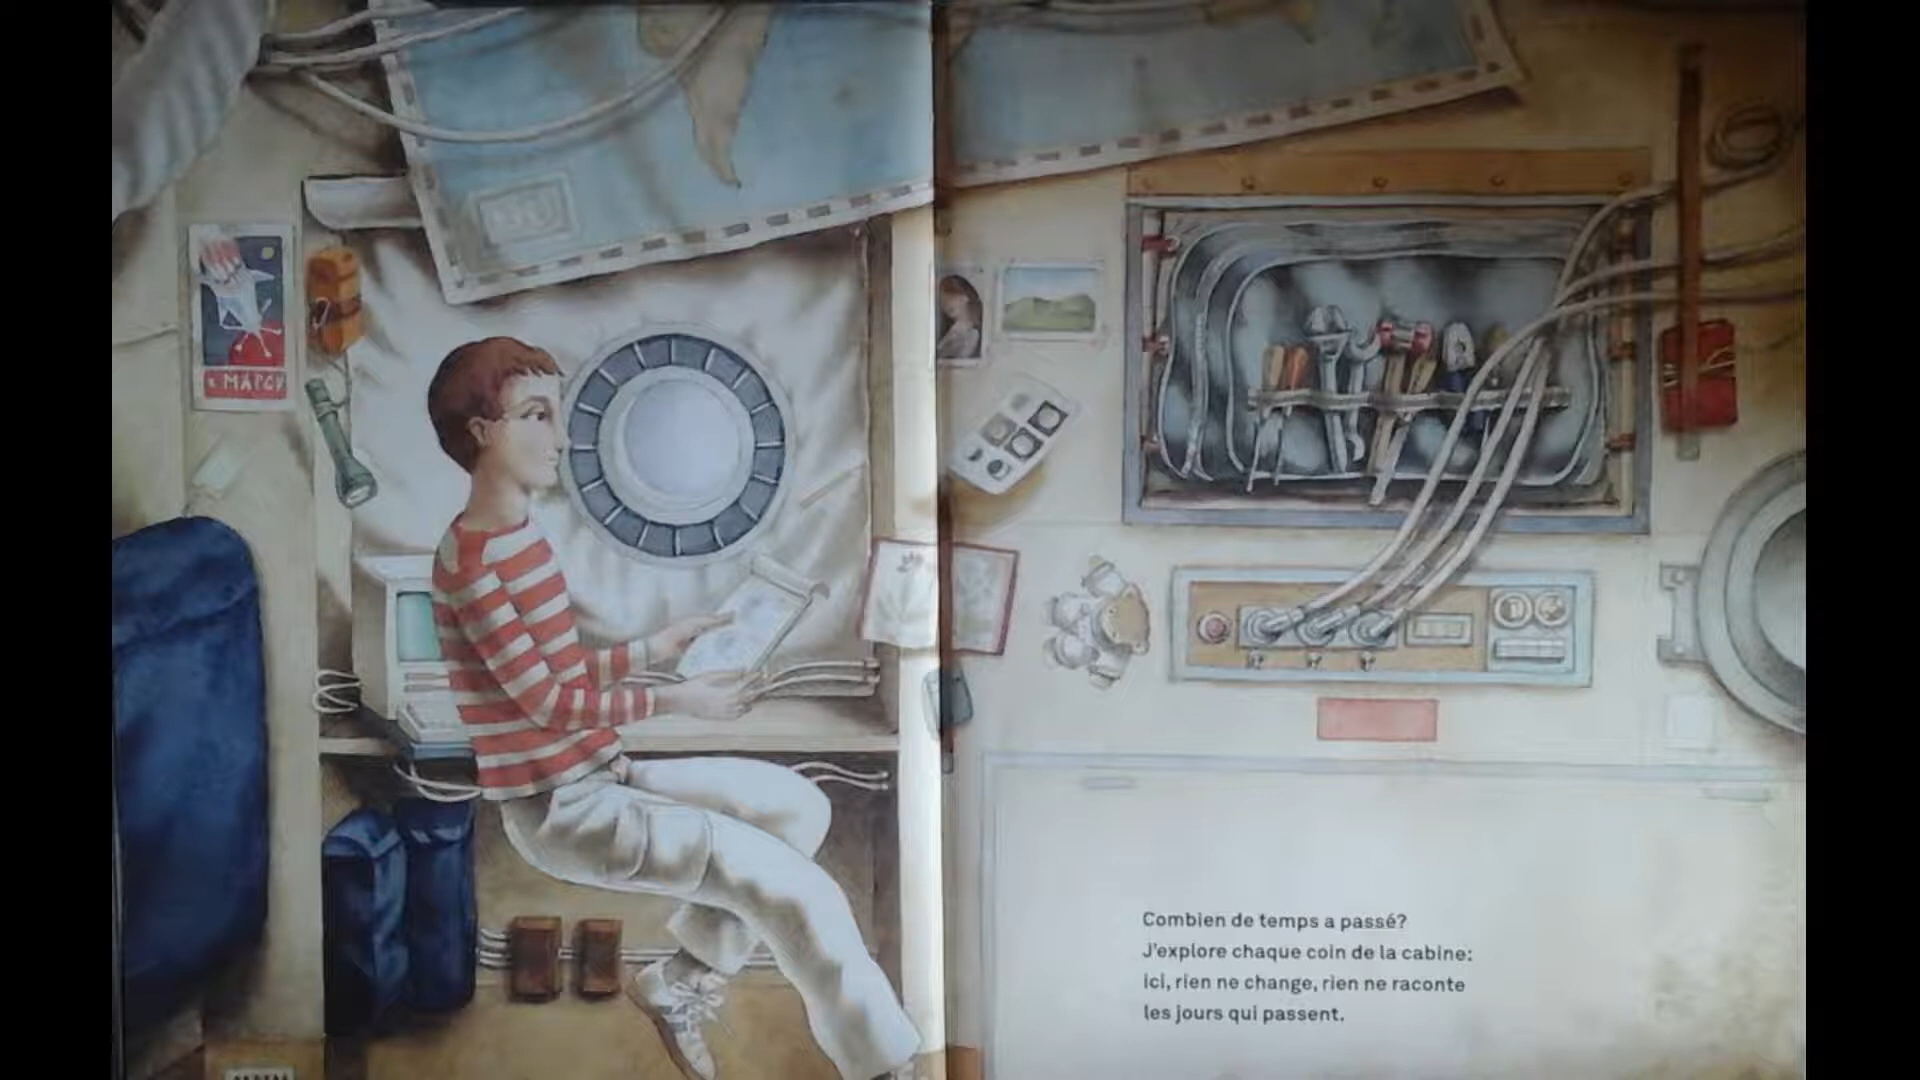 К МАРСУ
Combien de temps a passé?
J'explore chaque coin de la cabine:
ici, rien ne change, rien ne raconte
les jours qui passent.